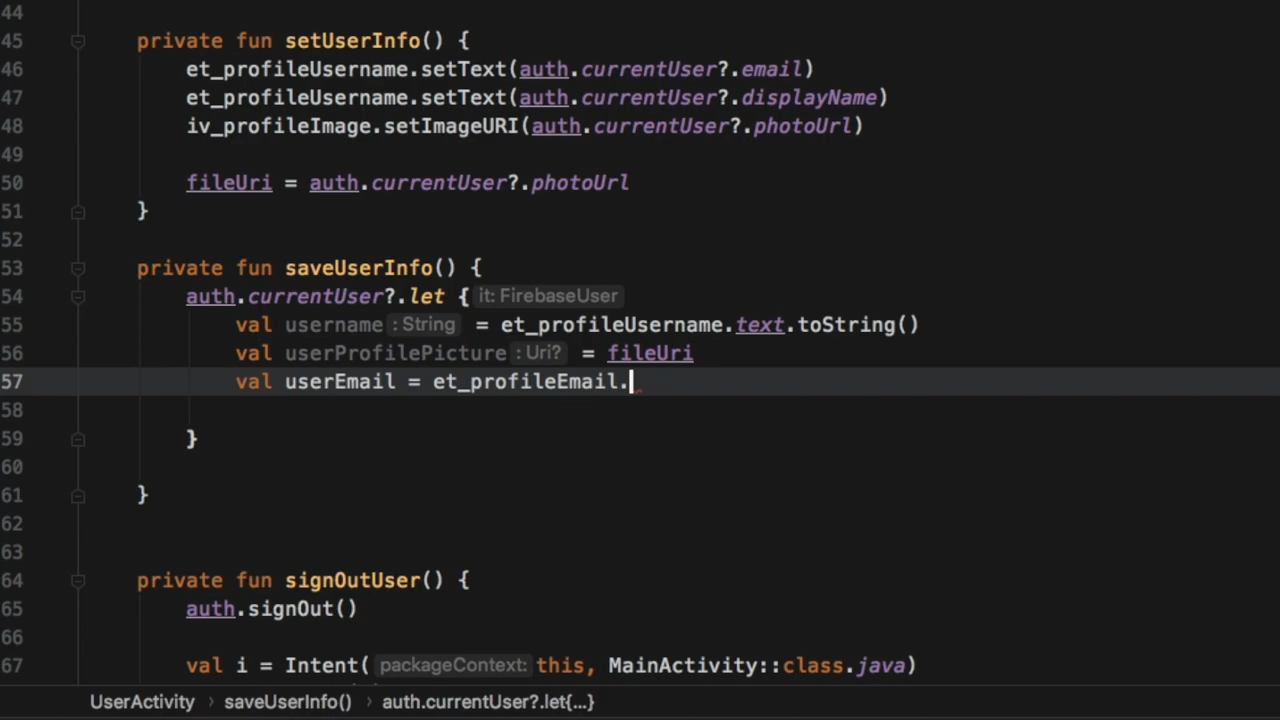 44
45 private fun setUserInfo() {
46 et_profileUsername.setText(auth.currentUser?.email)
47 et_profileUsername.setText(auth.currentUser?.displayName)
48 iv_profileImage.setImageURI(auth.currentUser?.photoUrl)
49
50 fileUri = auth.currentUser?.photoUrl
51 }
52
53 private fun saveUserInfo() {
54 auth.currentUser?.let { it: FirebaseUser
55 val username : String = et_profileUsername.text.toString()
56 val userProfilePicture : Uri? = fileUri
57 val userEmail = et_profileEmail.
58
59 }
60
61 }
62
63
64 private fun signOutUser() {
65 auth.signOut()
66
67 val i = Intent( packageContext: this, MainActivity::class.java)
UserActivity › saveUserInfo() › auth.currentUser?.let{...}